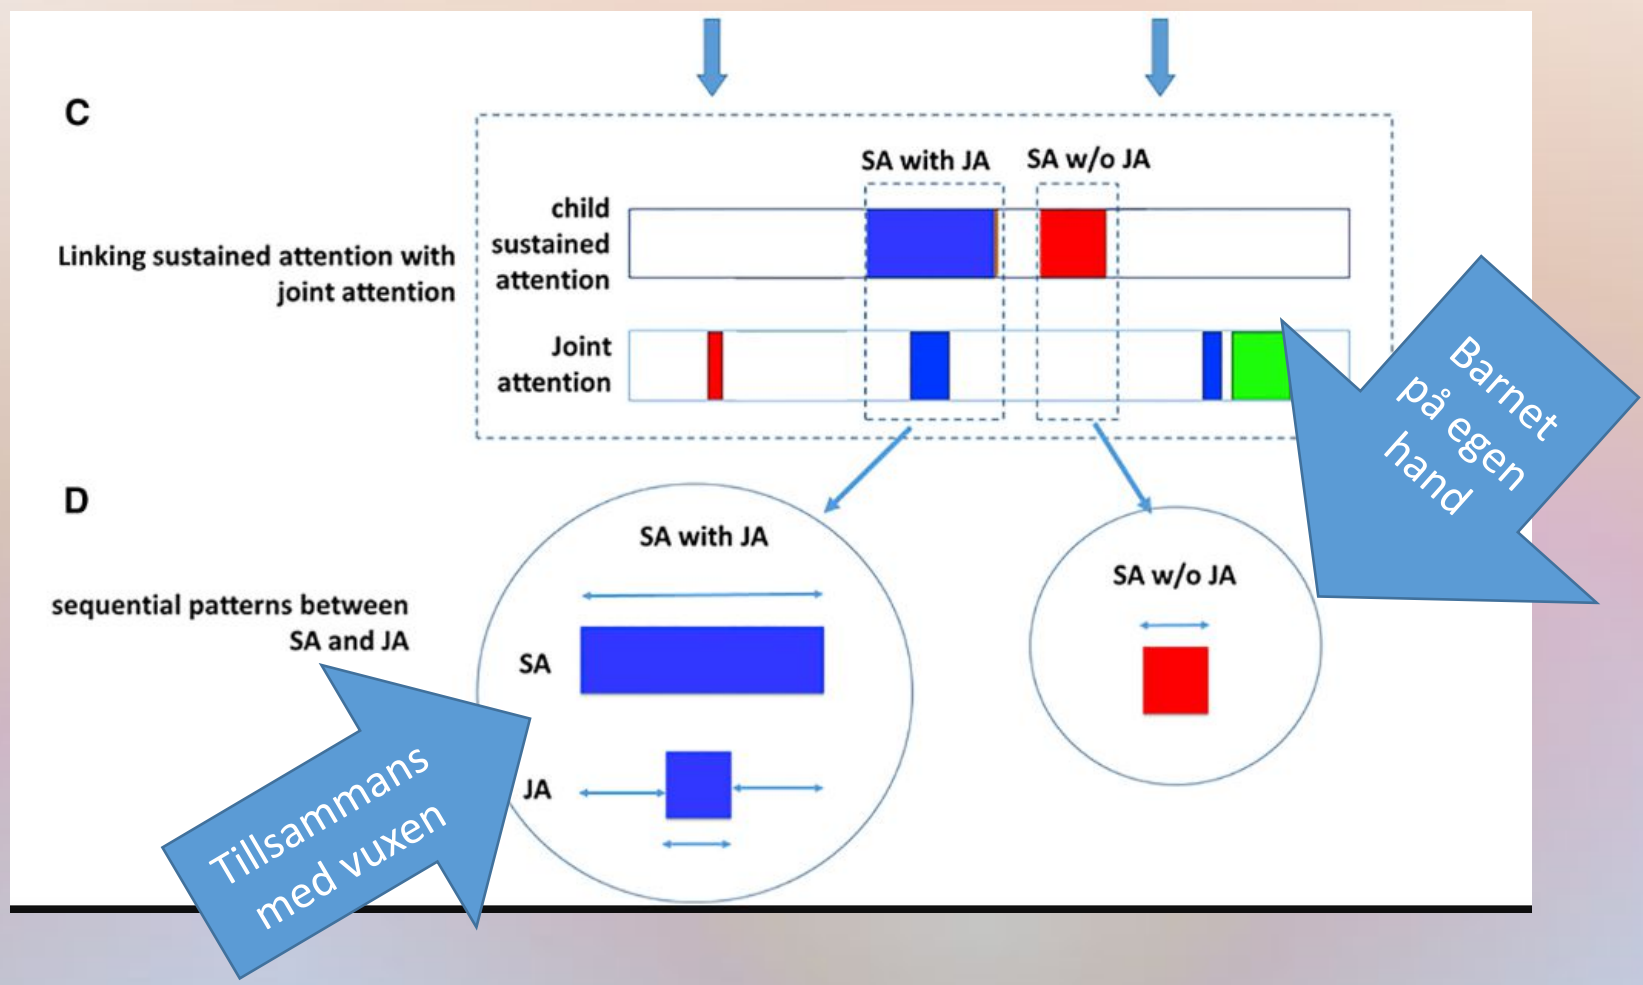 C
SA with JA
SA w/o JA
child
sustained
attention
Linking sustained attention with
joint attention
Joint
attention
Barnet
på egen
hand
D
SA with JA
SA w/o JA
sequential patterns between
SA and JA
SA
JA
Tillsammans
med vuxen